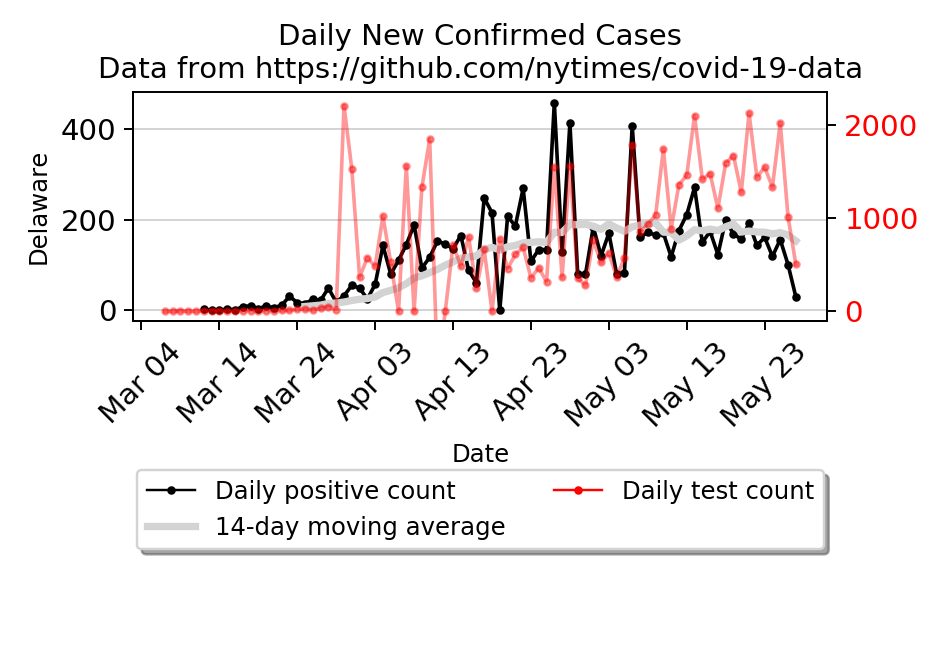 Daily New Confirmed Cases
Data from https://github.com/nytimes/covid-19-data
400
200
0
Delaware
2000
1000
0
Mar 04
Mar 14
Mar 24
Apr 03
Apr 13
Apr 23
May 03
May 13
May 23
Date
Daily positive count
14-day moving average
Daily test count